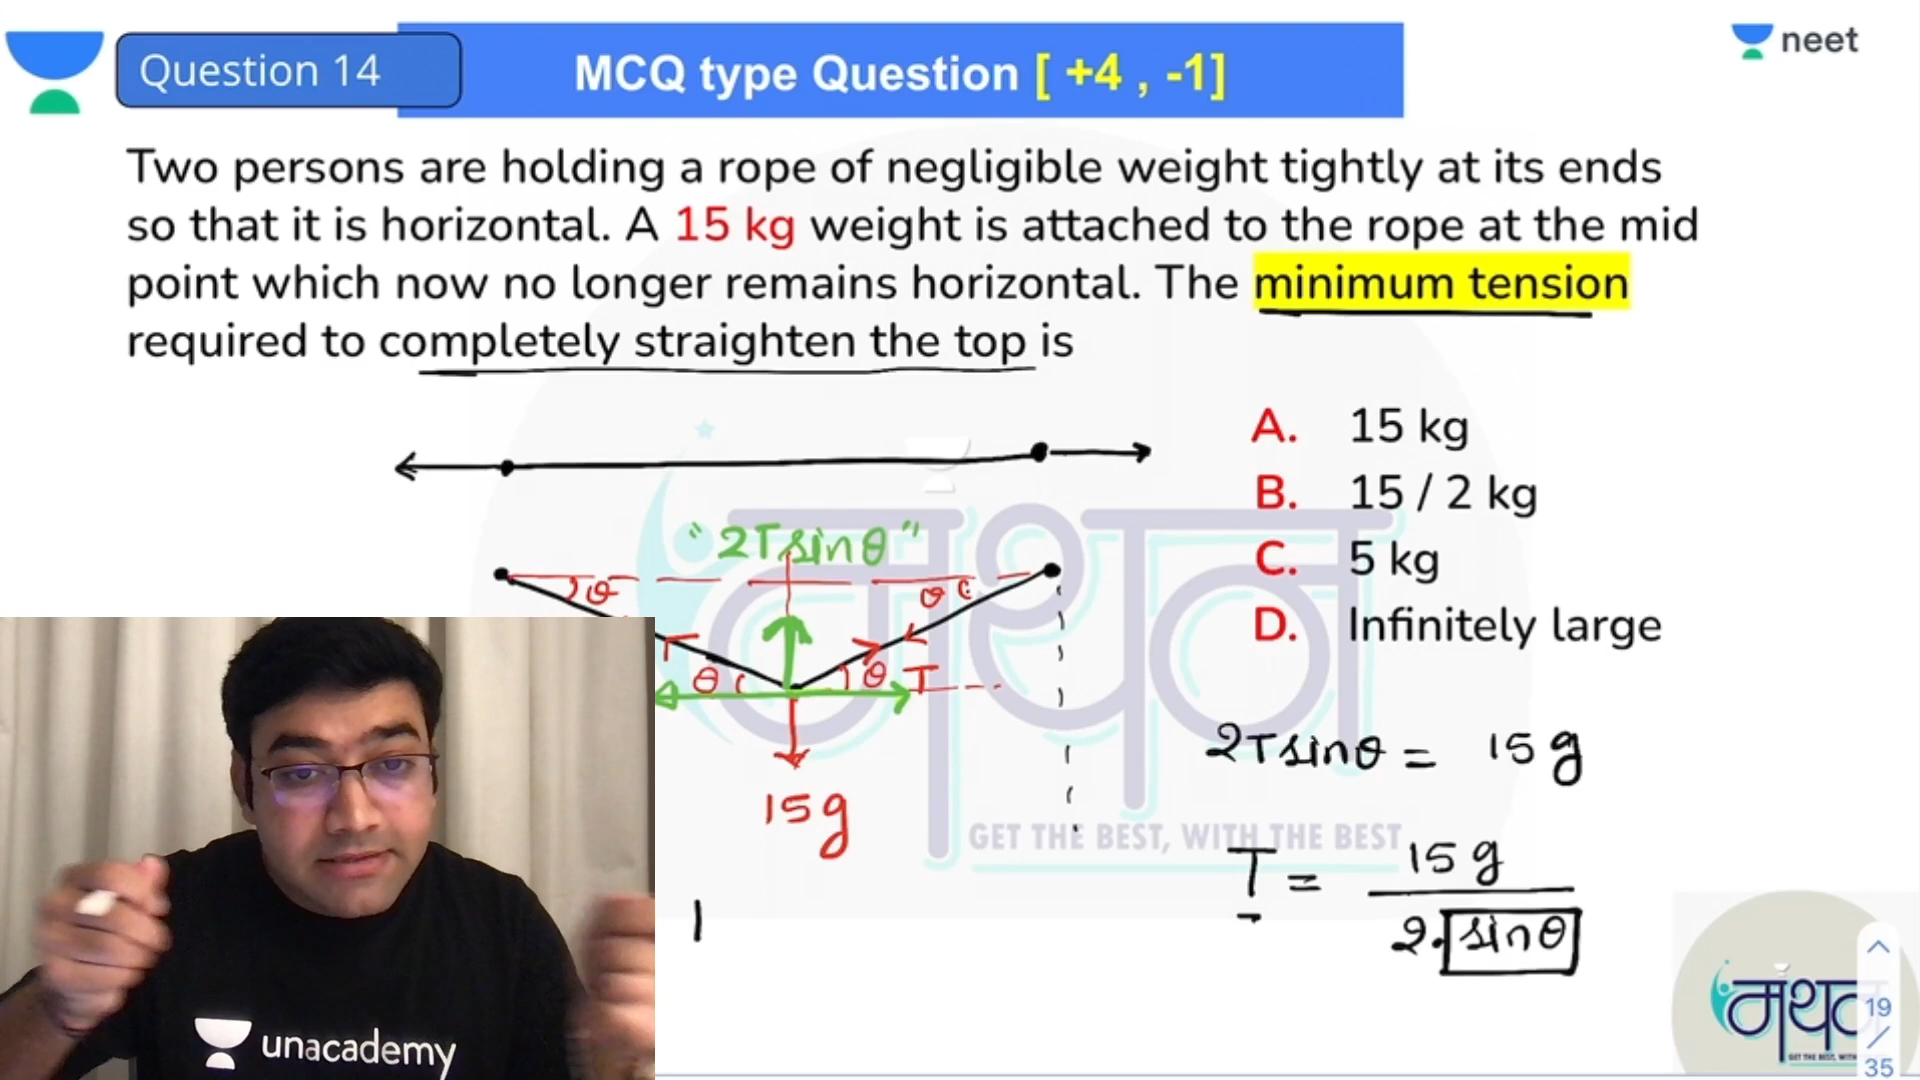 Question 14
MCQ type Question [ +4 , -1]
neet
Two persons are holding a rope of negligible weight tightly at its ends
so that it is horizontal. A 15 kg weight is attached to the rope at the mid
point which now no longer remains horizontal. The minimum tension
required to completely straighten the top is
A. 15 kg
B. 15 / 2 kg
C. 5 kg
D. Infinitely large
"2T sinθ"
θ
θ
T
θ
θ
T
15g
2T sinθ = 15g
T = 15g
2. sinθ
मंथन
GET THE BEST, WITH THE BEST
unacademy
19
/
35